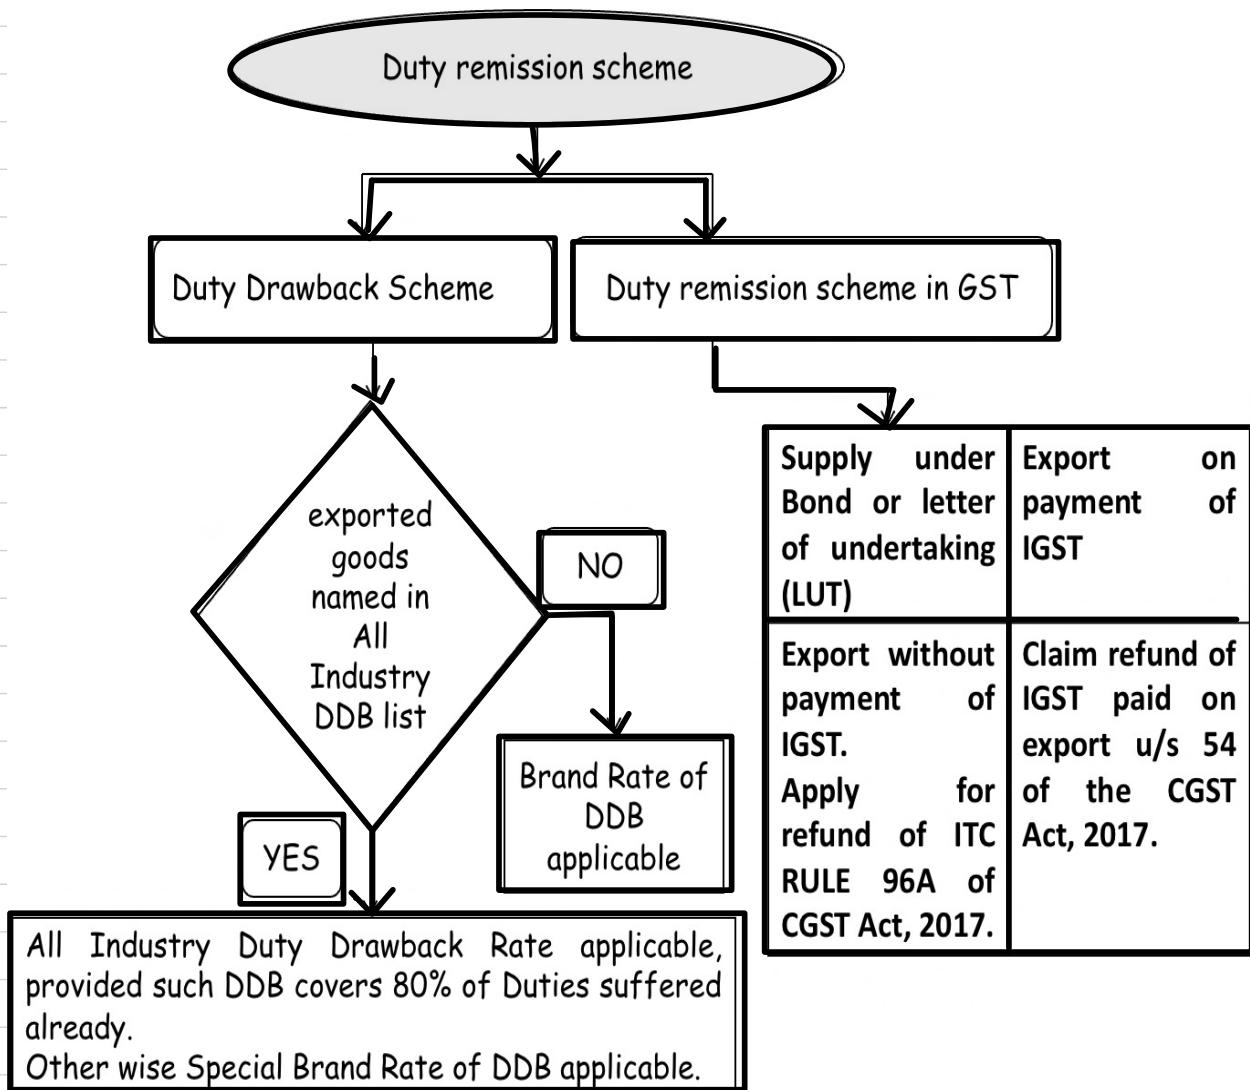 Duty remission scheme
Duty Drawback Scheme
Duty remission scheme in GST
exported
goods
named in
All
Industry
DDB list
NO
Brand Rate of
DDB
applicable
YES
All Industry Duty Drawback Rate applicable,
provided such DDB covers 80% of Duties suffered
already.
Other wise Special Brand Rate of DDB applicable.
Supply under
Bond or letter
of undertaking
(LUT)
Export on
payment of
IGST
Export without
payment of
IGST.
Apply for
refund of ITC
RULE 96A of
CGST Act, 2017.
Claim refund of
IGST paid on
export u/s 54
of the CGST
Act, 2017.